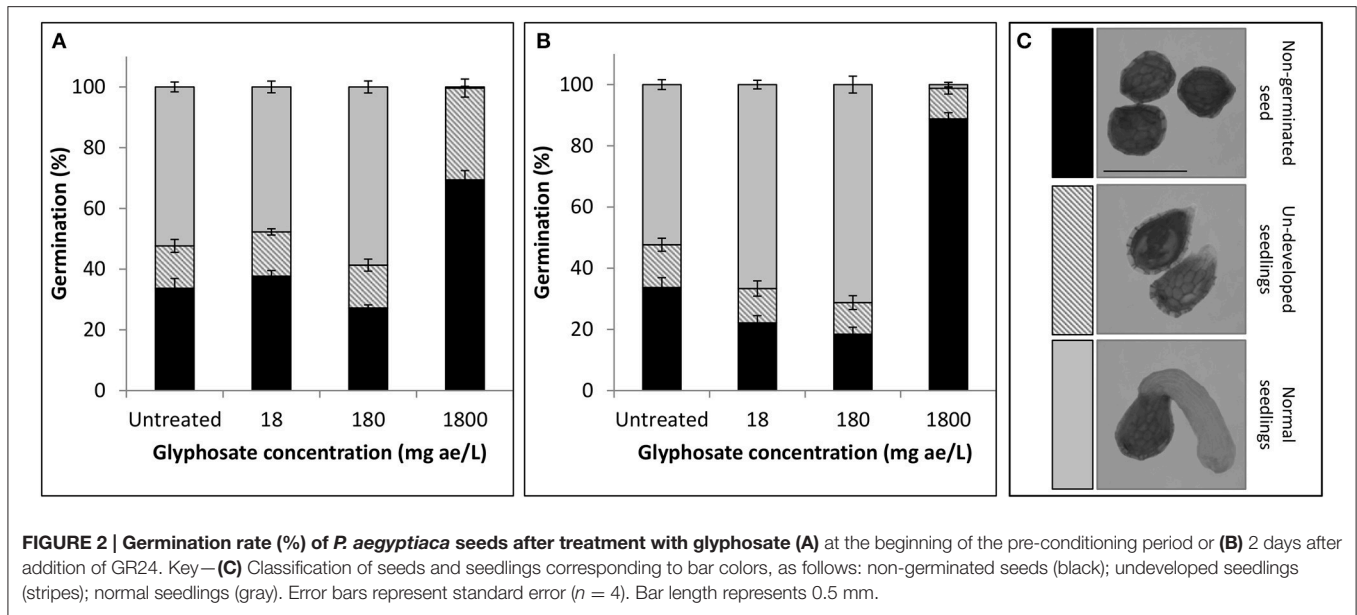 A
Germination (%)
100
80
60
40
20
0
Untreated 18 180 1800
Glyphosate concentration (mg ae/L)
B
Germination (%)
100
80
60
40
20
0
Untreated 18 180 1800
Glyphosate concentration (mg ae/L)
C
Non-germinated
seed
Un-developed
seedlings
Normal
seedlings
FIGURE 2 | Germination rate (%) of P. aegyptiaca seeds after treatment with glyphosate (A) at the beginning of the pre-conditioning period or (B) 2 days after
addition of GR24. Key—(C) Classification of seeds and seedlings corresponding to bar colors, as follows: non-germinated seeds (black); undeveloped seedlings
(stripes); normal seedlings (gray). Error bars represent standard error (n = 4). Bar length represents 0.5 mm.